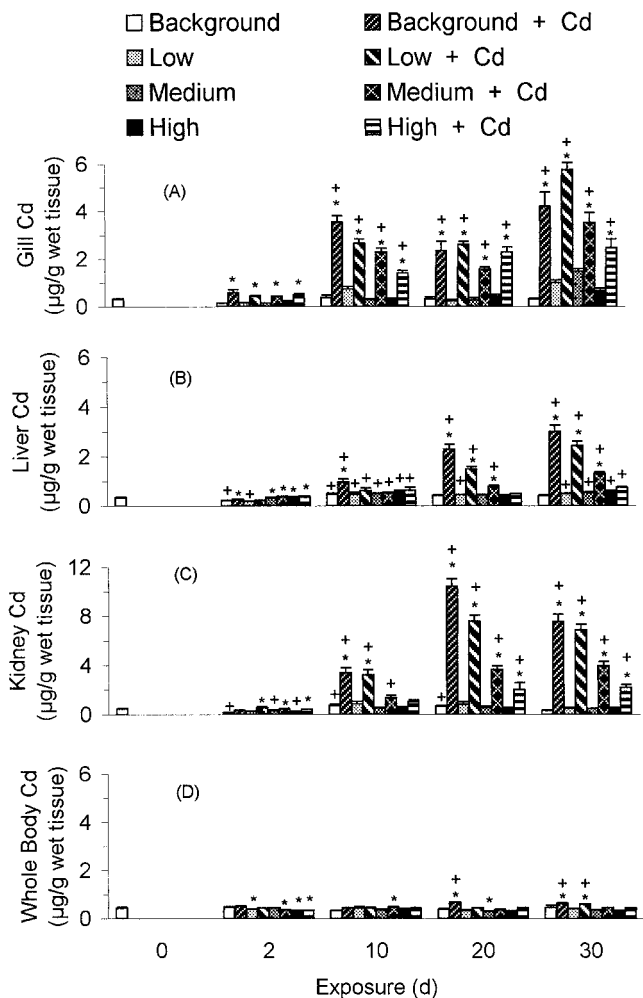 Background
Background + Cd
Low
Low + Cd
Medium
Medium + Cd
High
High + Cd
Gill Cd
(µg/g wet tissue)
6
4
2
0
(A)
+ * + * + * + * + * + * + * + * + * + * + * + *
* * * *
Liver Cd
(µg/g wet tissue)
6
4
2
0
(B)
Kidney Cd
(µg/g wet tissue)
12
8
4
0
(C)
Whole Body Cd
(µg/g wet tissue)
6
4
2
0
(D)
0 2 10 20 30
Exposure (d)